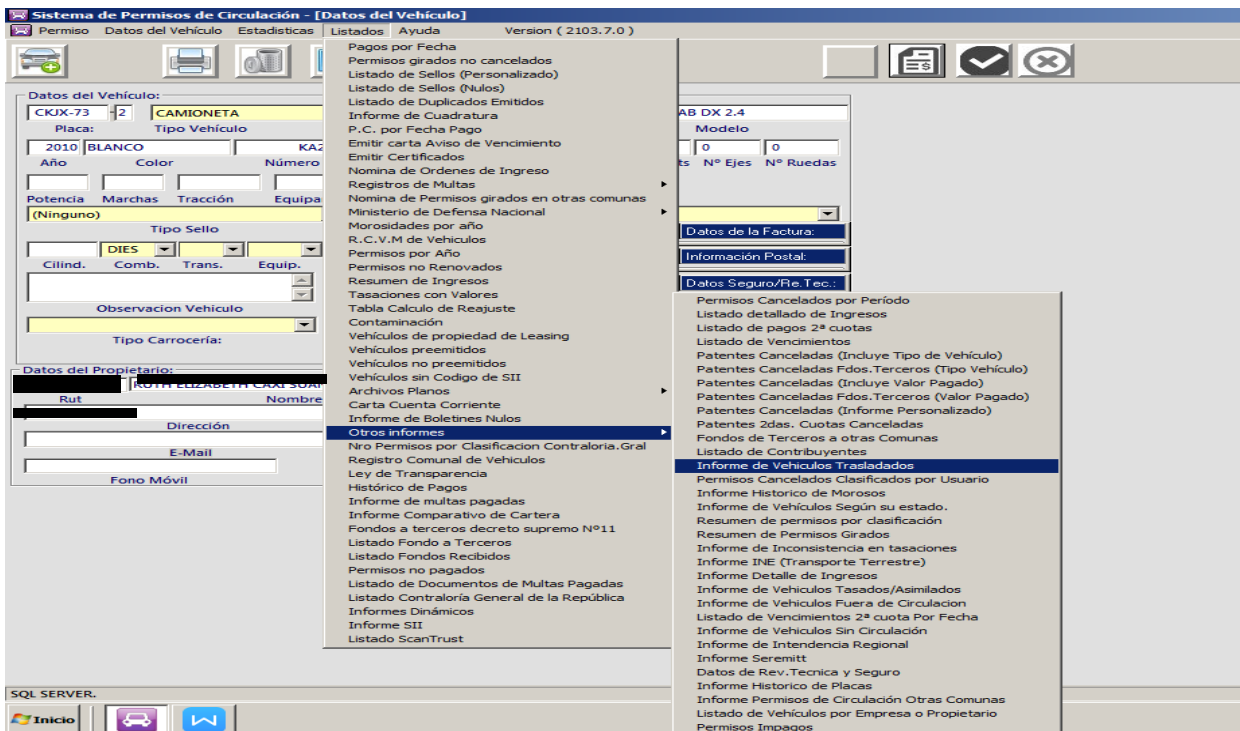 Sistema de Permisos de Circulación - [Datos del Vehículo]
Permiso Datos del Vehículo Estadisticas Listados Ayuda Version ( 2103.7.0 )
Datos del Vehículo:
CKJX-73 -2 CAMIONETA
AB DX 2.4
Placa: Tipo Vehículo
Modelo
2010 BLANCO KA2
0 0
Año Color Número
ts Nº Ejes Nº Ruedas
Potencia Marchas Tracción Equipa
(Ninguno)
Tipo Sello
Datos de la Factura:
DIES
Información Postal:
Cilind. Comb. Trans. Equip.
Datos Seguro/Re.Tec.:
Observacion Vehiculo
Tipo Carrocería:
Datos del Propietario:
Rut Nombre
Dirección
E-Mail
Fono Móvil
Pagos por Fecha
Permisos girados no cancelados
Listado de Sellos (Personalizado)
Listado de Sellos (Nulos)
Listado de Duplicados Emitidos
Informe de Cuadratura
P.C. por Fecha Pago
Emitir carta Aviso de Vencimiento
Emitir Certificados
Nomina de Ordenes de Ingreso
Registros de Multas
Nomina de Permisos girados en otras comunas
Ministerio de Defensa Nacional
Morosidades por año
R.C.V.M de Vehiculos
Permisos por Año
Permisos no Renovados
Resumen de Ingresos
Tasaciones con Valores
Tabla Calculo de Reajuste
Contaminación
Vehículos de propiedad de Leasing
Vehículos preemitidos
Vehículos no preemitidos
Vehículos sin Codigo de SII
Archivos Planos
Carta Cuenta Corriente
Informe de Boletines Nulos
Otros informes
Nro Permisos por Clasificacion Contraloria.Gral
Registro Comunal de Vehiculos
Ley de Transparencia
Histórico de Pagos
Informe de multas pagadas
Informe Comparativo de Cartera
Fondos a terceros decreto supremo Nº11
Listado Fondo a Terceros
Listado Fondos Recibidos
Permisos no pagados
Listado de Documentos de Multas Pagadas
Listado Contraloría General de la República
Informes Dinámicos
Informe SII
Listado ScanTrust
Permisos Cancelados por Período
Listado detallado de Ingresos
Listado de pagos 2ª cuotas
Listado de Vencimientos
Patentes Canceladas (Incluye Tipo de Vehículo)
Patentes Canceladas Fdos.Terceros (Tipo Vehículo)
Patentes Canceladas (Incluye Valor Pagado)
Patentes Canceladas Fdos.Terceros (Valor Pagado)
Patentes Canceladas (Informe Personalizado)
Patentes 2das. Cuotas Canceladas
Fondos de Terceros a otras Comunas
Listado de Contribuyentes
Informe de Vehiculos Trasladados
Permisos Cancelados Clasificados por Usuario
Informe Historico de Morosos
Informe de Vehículos Según su estado.
Resumen de permisos por clasificación
Resumen de Permisos Girados
Informe de Inconsistencia en tasaciones
Informe INE (Transporte Terrestre)
Informe Detalle de Ingresos
Informe de Vehiculos Tasados/Asimilados
Informe de Vehiculos Fuera de Circulacion
Listado de Vencimientos 2ª cuota Por Fecha
Informe de Vehiculos Sin Circulación
Informe de Intendencia Regional
Informe Seremitt
Datos de Rev.Tecnica y Seguro
Informe Historico de Placas
Informe Permisos de Circulación Otras Comunas
Listado de Vehículos por Empresa o Propietario
Permisos Impagos
SQL SERVER.
Inicio